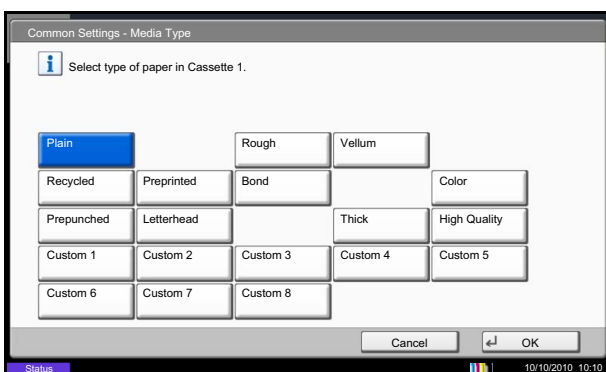 Common Settings - Media Type
Select type of paper in Cassette 1.
Plain Rough Vellum
Recycled Preprinted Bond Color
Prepunched Letterhead Thick High Quality
Custom 1 Custom 2 Custom 3 Custom 4 Custom 5
Custom 6 Custom 7 Custom 8
Cancel OK
Status 10/10/2010 10:10